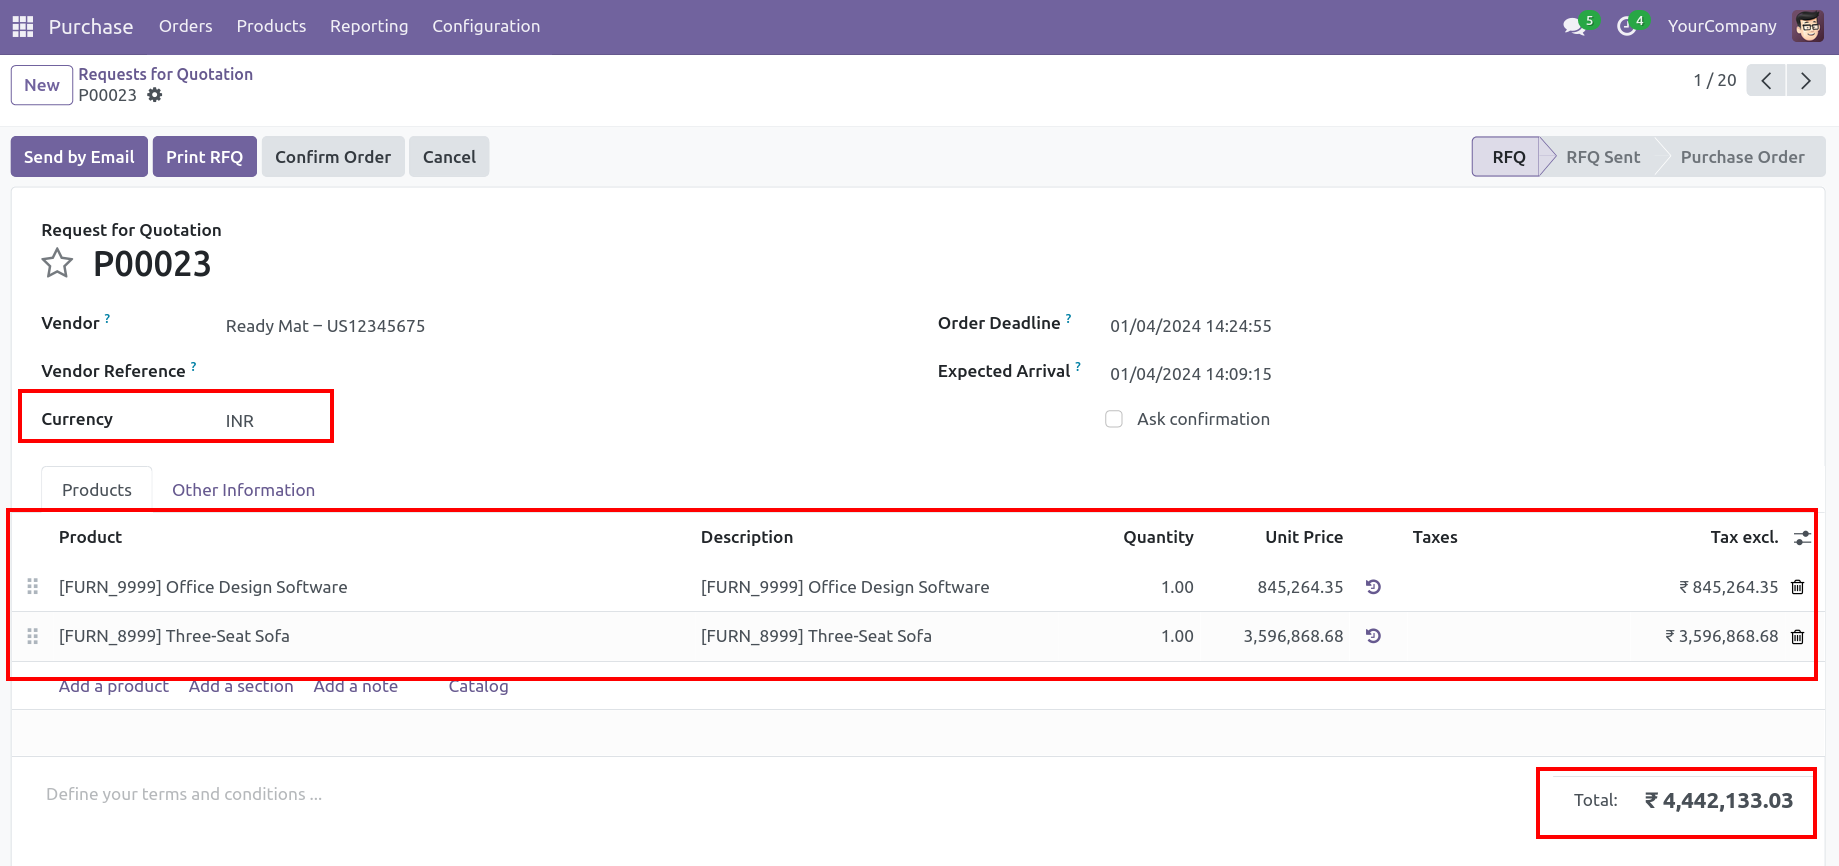 Purchase Orders Products Reporting Configuration 5 4 YourCompany
New Requests for Quotation
P00023 1 / 20
Send by Email Print RFQ Confirm Order Cancel RFQ RFQ Sent Purchase Order
Request for Quotation
P00023
Vendor ? Ready Mat – US12345675 Order Deadline ? 01/04/2024 14:24:55
Vendor Reference ? Expected Arrival ? 01/04/2024 14:09:15
Currency INR Ask confirmation
Products Other Information
Product Description Quantity Unit Price Taxes Tax excl.
[FURN_9999] Office Design Software [FURN_9999] Office Design Software 1.00 845,264.35 ₹ 845,264.35
[FURN_8999] Three-Seat Sofa [FURN_8999] Three-Seat Sofa 1.00 3,596,868.68 ₹ 3,596,868.68
Add a product Add a section Add a note Catalog
Define your terms and conditions ... Total: ₹ 4,442,133.03